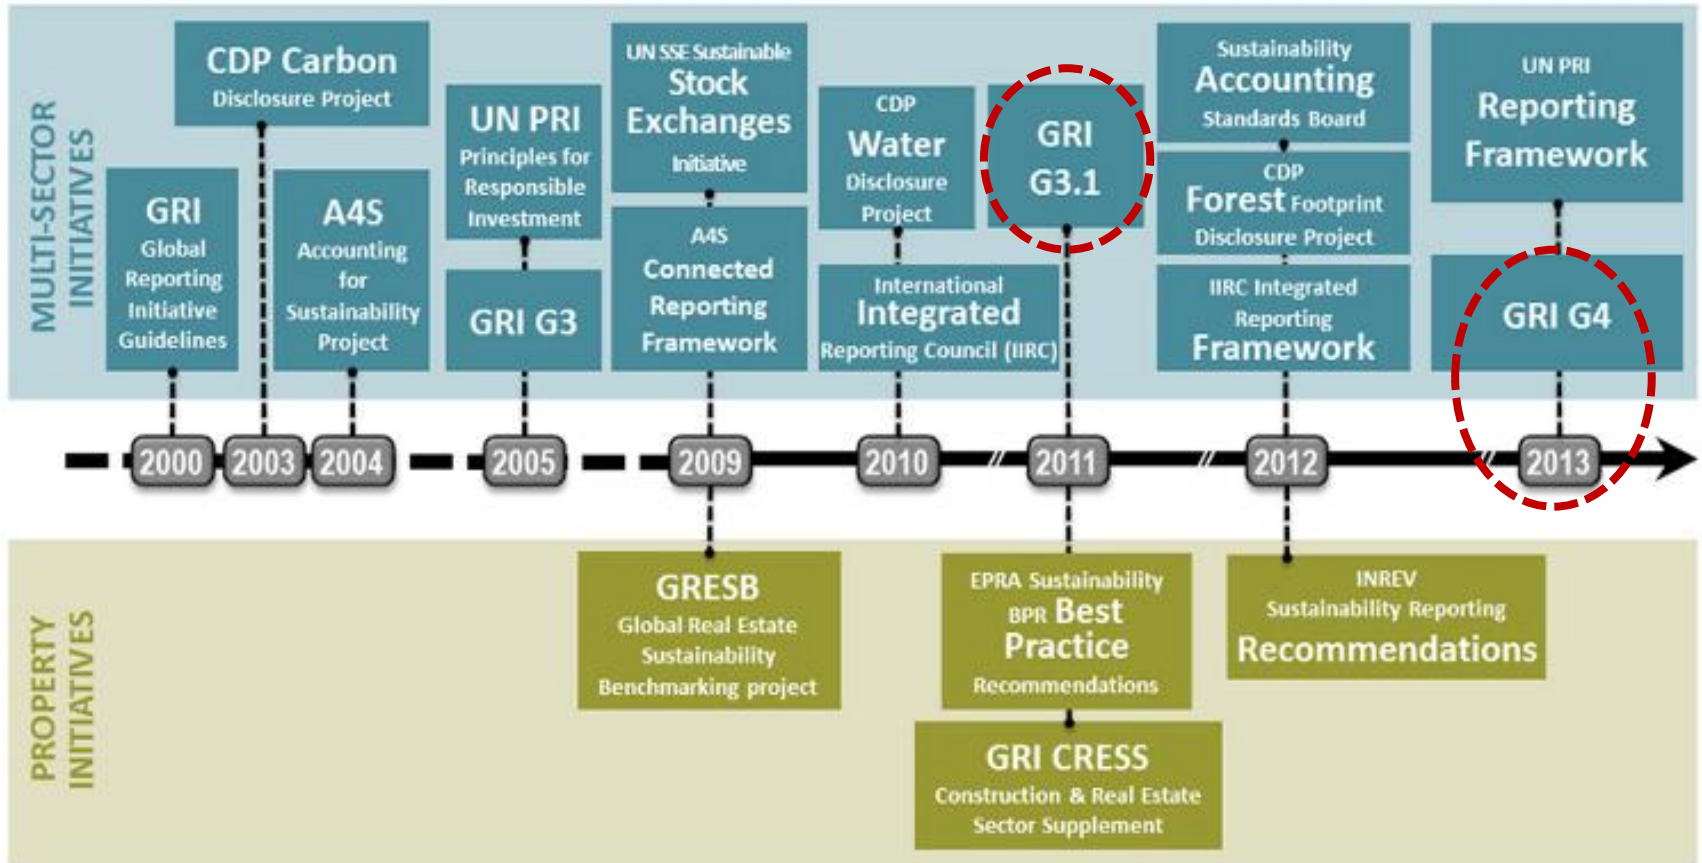 MULTI-SECTOR
INITIATIVES
GRI
Global
Reporting
Initiative
Guidelines
CDP Carbon
Disclosure Project
A4S
Accounting
for
Sustainability
Project
UN PRI
Principles for
Responsible
Investment
GRI G3
UN SSE Sustainable
Stock
Exchanges
Initiative
A4S
Connected
Reporting
Framework
CDP
Water
Disclosure
Project
International
Integrated
Reporting Council (IIRC)
GRI
G3.1
Sustainability
Accounting
Standards Board
CDP
Forest Footprint
Disclosure Project
IIRC Integrated
Reporting
Framework
UN PRI
Reporting
Framework
GRI G4
2000
2003
2004
2005
2009
2010
2011
2012
2013
PROPERTY
INITIATIVES
GRESB
Global Real Estate
Sustainability
Benchmarking project
EPRA Sustainability
BPR Best
Practice
Recommendations
GRI CRESS
Construction & Real Estate
Sector Supplement
INREV
Sustainability Reporting
Recommendations